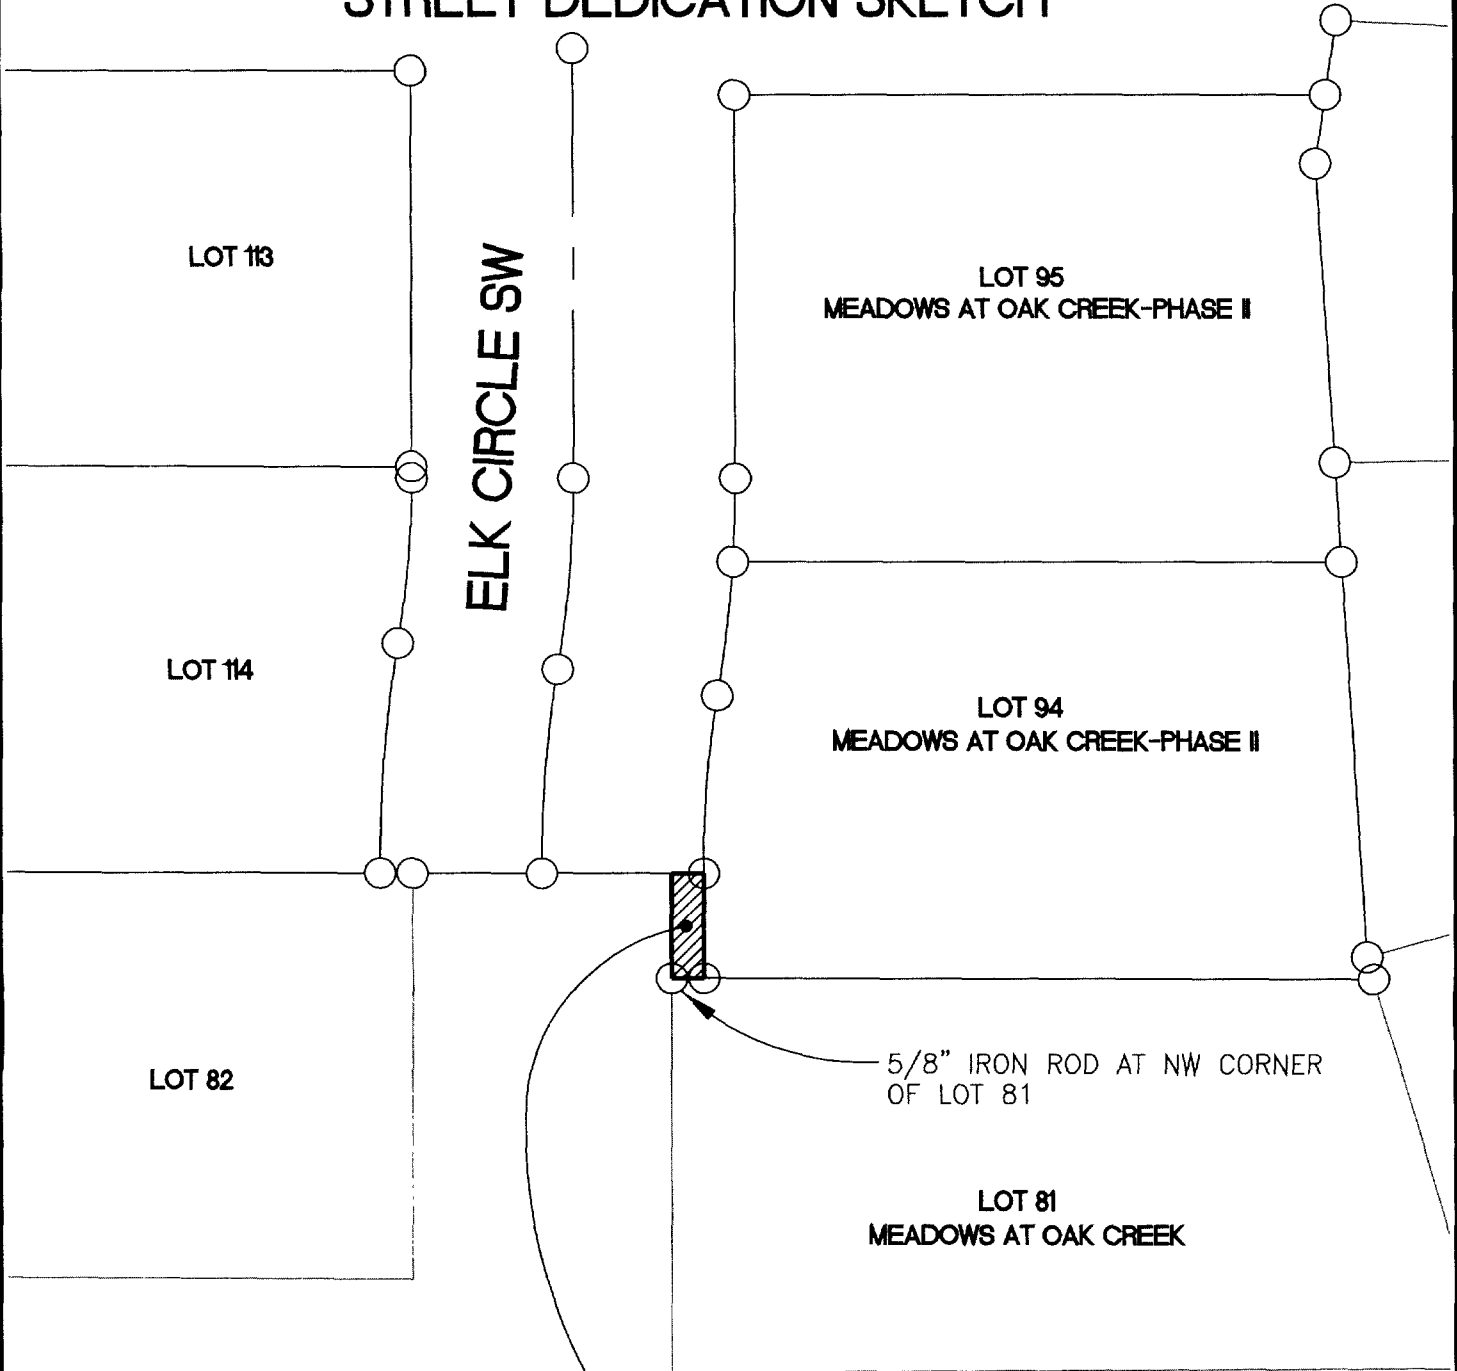 STREET DEDICATION SKETCH
LOT 113
ELK CIRCLE SW
LOT 95
MEADOWS AT OAK CREEK-PHASE II
LOT 114
LOT 94
MEADOWS AT OAK CREEK-PHASE II
5/8" IRON ROD AT NW CORNER
OF LOT 81
LOT 82
LOT 81
MEADOWS AT OAK CREEK